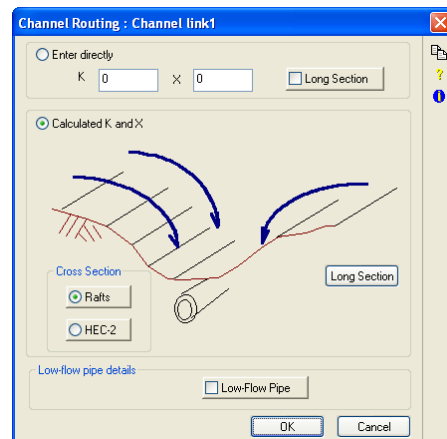 Channel Routing : Channel link1
Enter directly
K 0 X 0 Long Section
Calculated K and X
Cross Section
Rafts
HEC-2
Long Section
Low-flow pipe details
Low-Flow Pipe
OK Cancel